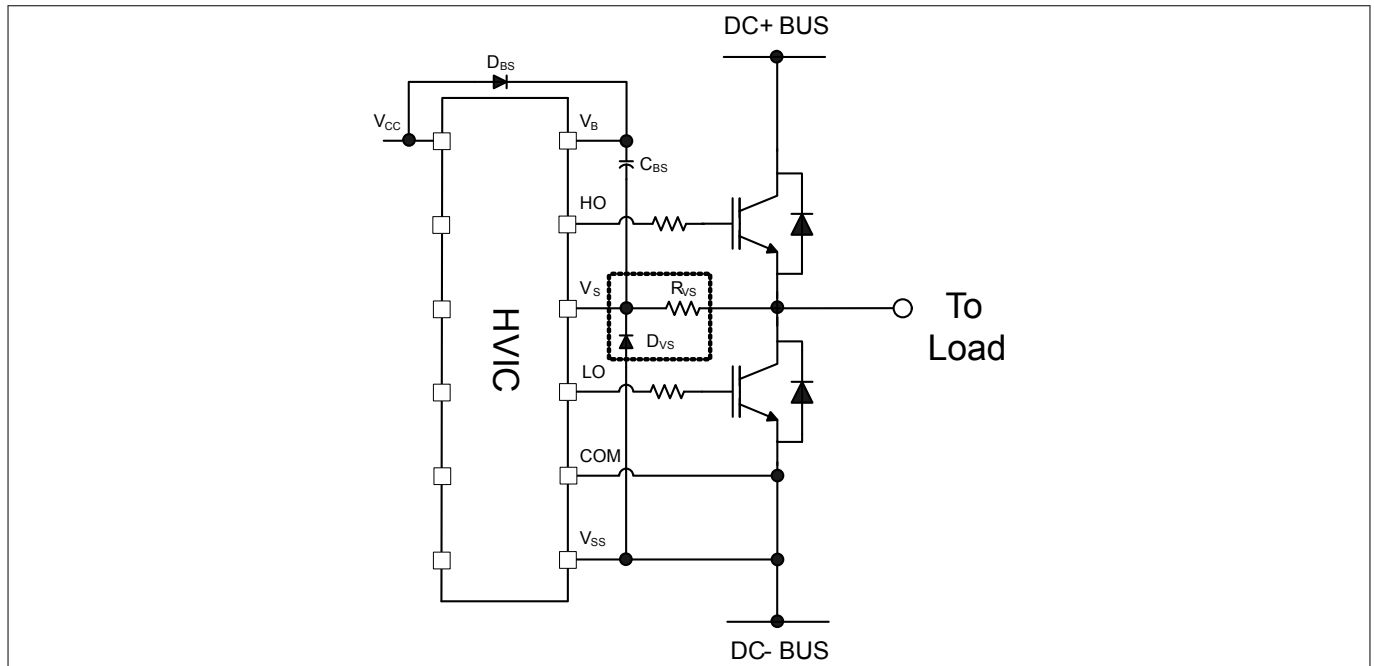 DC+ BUS
D_BS
V_CC
V_B
C_BS
HO
V_S
R_VS
HVIC
To
Load
D_VS
LO
COM
V_SS
DC- BUS